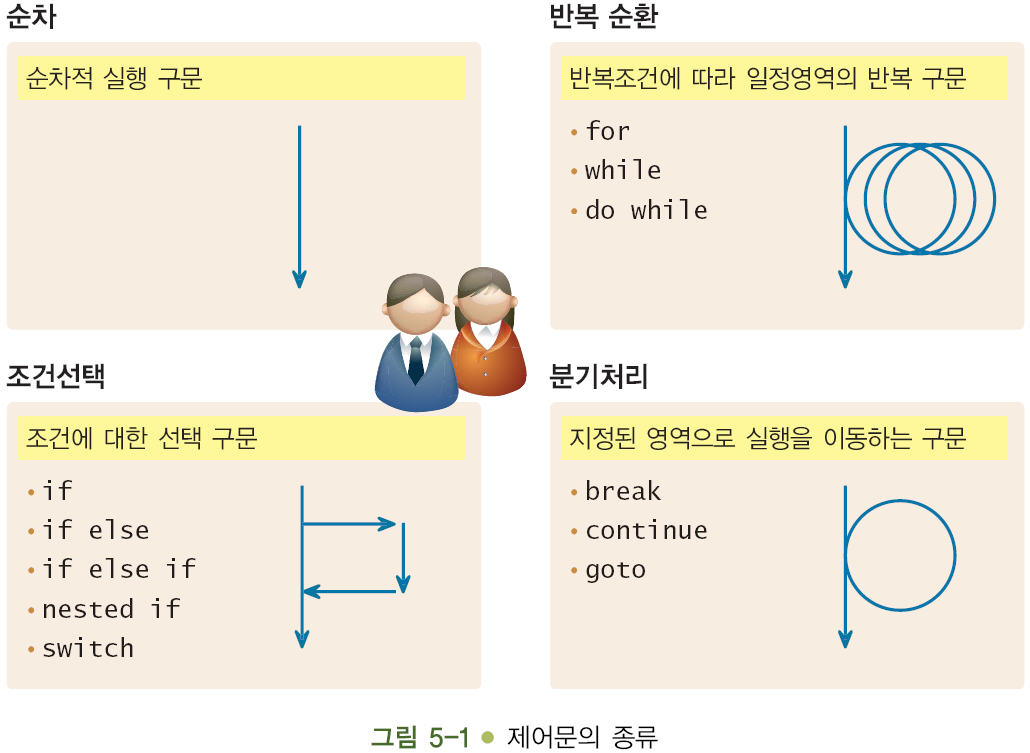 순차
순차적 실행 구문
반복 순환
반복조건에 따라 일정영역의 반복 구문
• for
• while
• do while
조건선택
조건에 대한 선택 구문
• if
• if else
• if else if
• nested if
• switch
분기처리
지정된 영역으로 실행을 이동하는 구문
• break
• continue
• goto
그림 5-1 ● 제어문의 종류